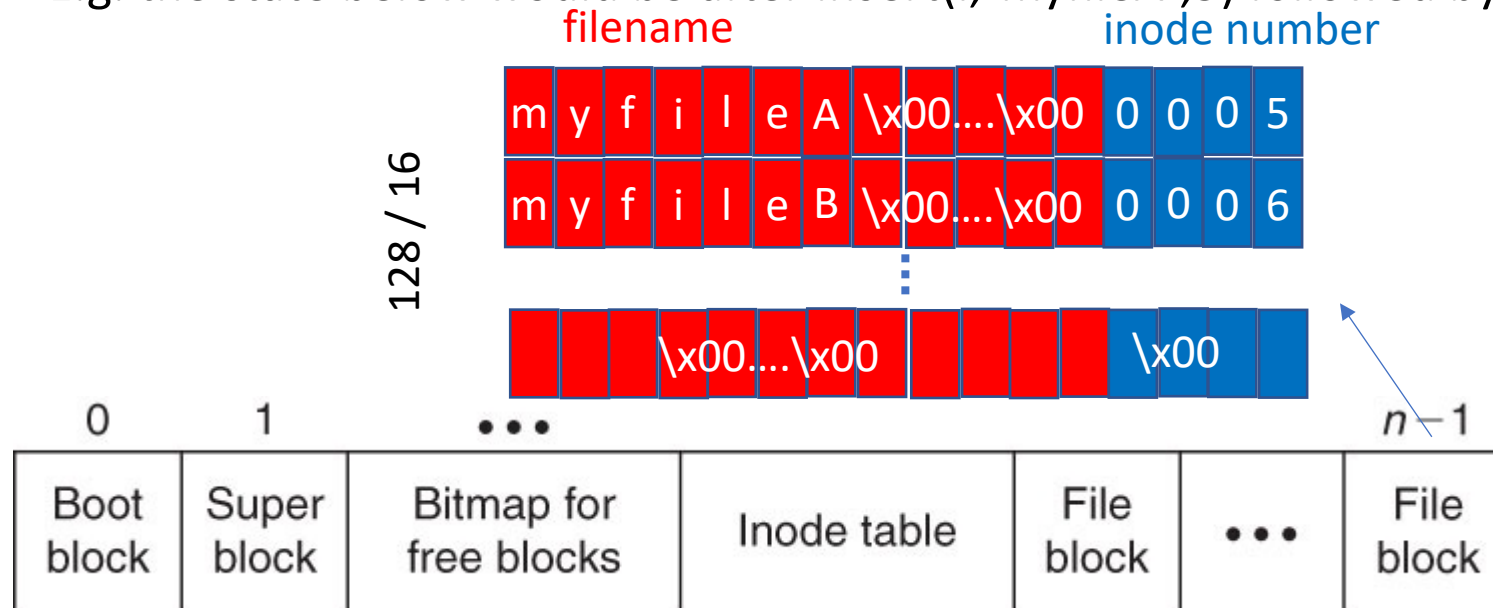 filename inode number
m y f i l e A \x00....\x00 0 0 0 5
m y f i l e B \x00....\x00 0 0 0 6
128 / 16
\x00....\x00 \x00
0 1 ••• n – 1
Boot block Super block Bitmap for free blocks Inode table File block ••• File block